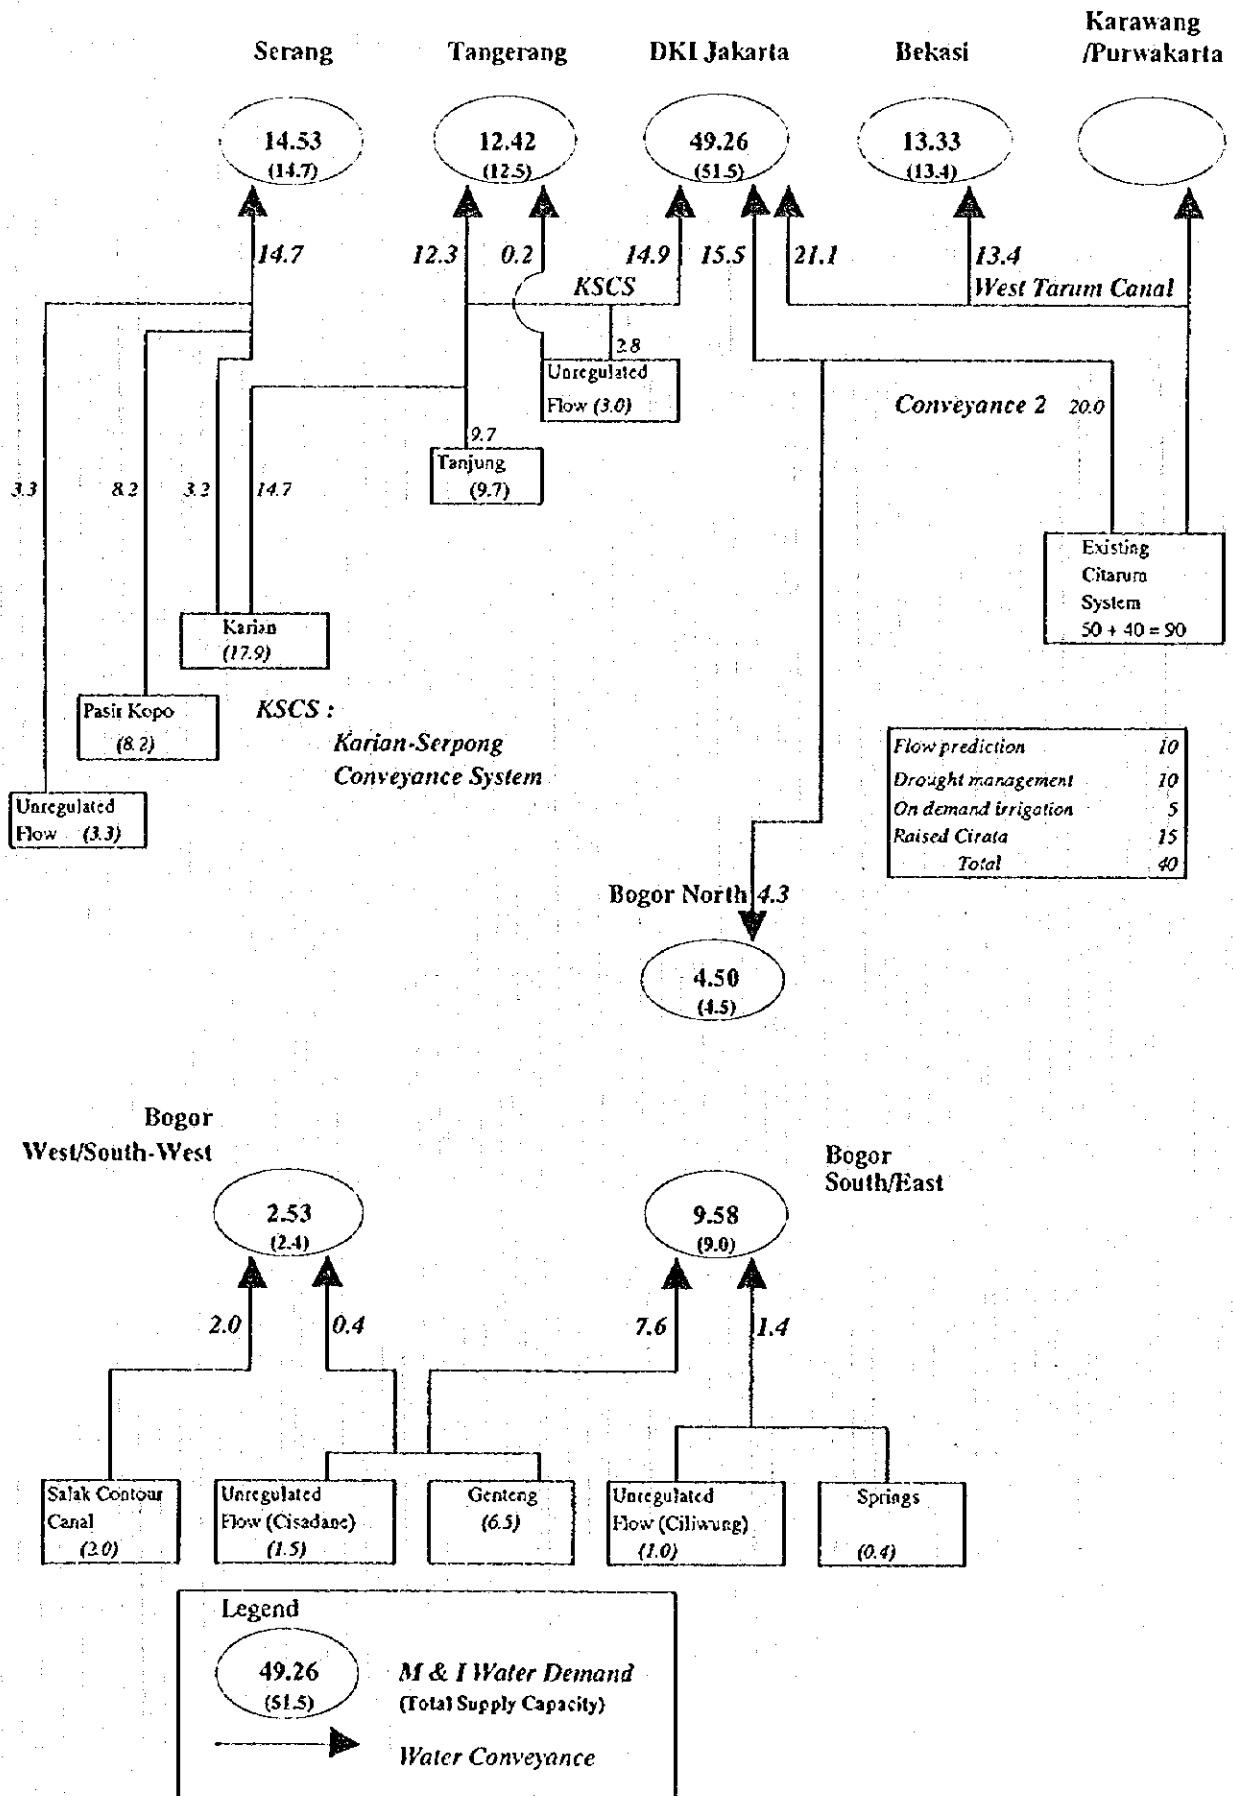 Karawang
/Purwakarta
Serang
Tangerang
DKI Jakarta
Bekasi
14.53
(14.7)
12.42
(12.5)
49.26
(51.5)
13.33
(13.4)
14.7
12.3
0.2
14.9
15.5
21.1
13.4
KSCS
West Tarum Canal
2.8
Unregulated
Flow (3.0)
Conveyance 2
20.0
9.7
Tanjung
(9.7)
3.3
8.2
3.2
14.7
Existing
Citarum
System
50 + 40 = 90
Karian
(17.9)
Pasir Kopo
(8.2)
KSCS :
Karian-Serpong
Conveyance System
Unregulated
Flow (3.3)
Flow prediction 10
Drought management 10
On demand irrigation 5
Raised Cirata 15
Total 40
Bogor North 4.3
4.50
(4.5)
Bogor
West/South-West
Bogor
South/East
2.53
(2.4)
9.58
(9.0)
2.0
0.4
7.6
1.4
Salak Contour
Canal
(2.0)
Unregulated
Flow (Cisadane)
(1.5)
Genteng
(6.5)
Unregulated
Flow (Ciliwung)
(1.0)
Springs
(0.4)
Legend
49.26
(51.5)
M & I Water Demand
(Total Supply Capacity)
Water Conveyance